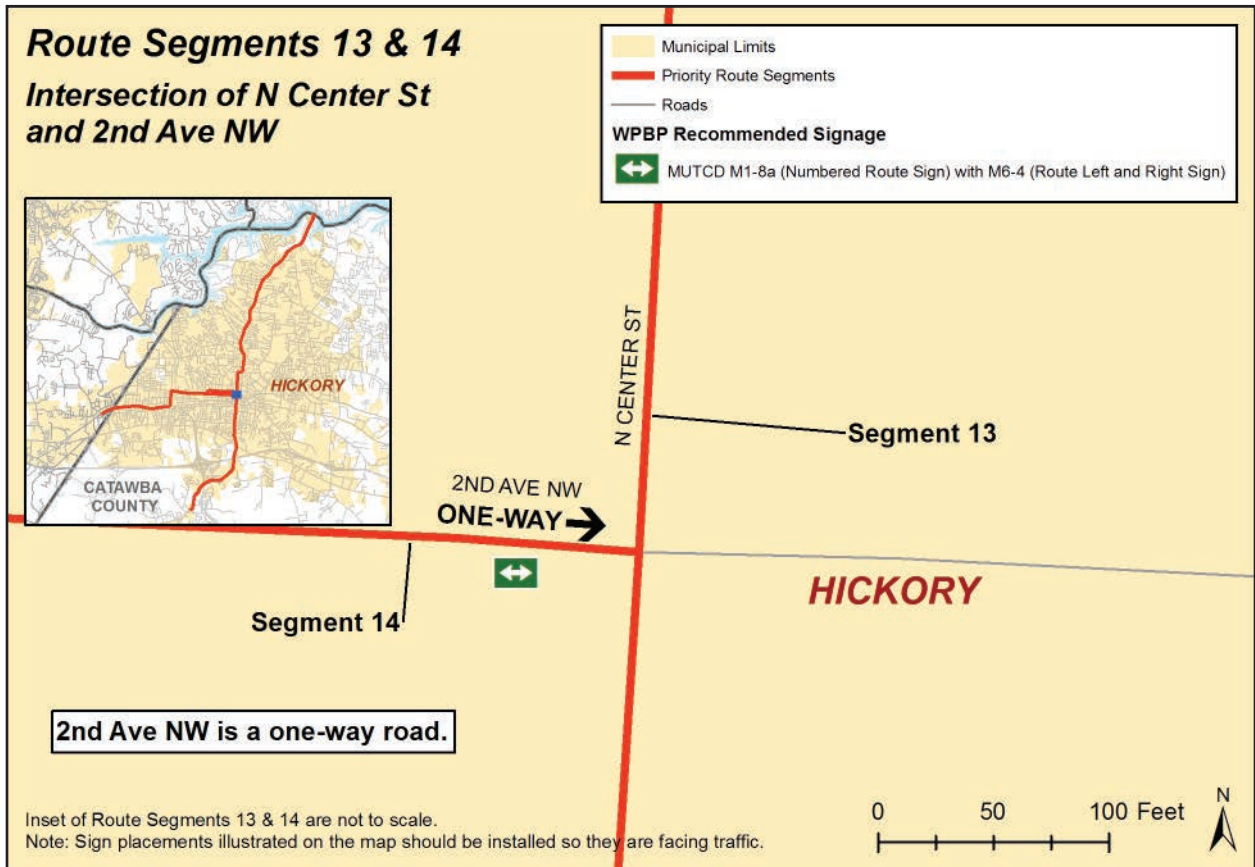 Route Segments 13 & 14
Intersection of N Center St
and 2nd Ave NW
Municipal Limits
Priority Route Segments
Roads
WPBP Recommended Signage
MUTCD M1-8a (Numbered Route Sign) with M6-4 (Route Left and Right Sign)
HICKORY
CATAWBA
COUNTY
N CENTER ST
Segment 13
2ND AVE NW
ONE-WAY
HICKORY
Segment 14
2nd Ave NW is a one-way road.
Inset of Route Segments 13 & 14 are not to scale.
Note: Sign placements illustrated on the map should be installed so they are facing traffic.
0 50 100 Feet
N